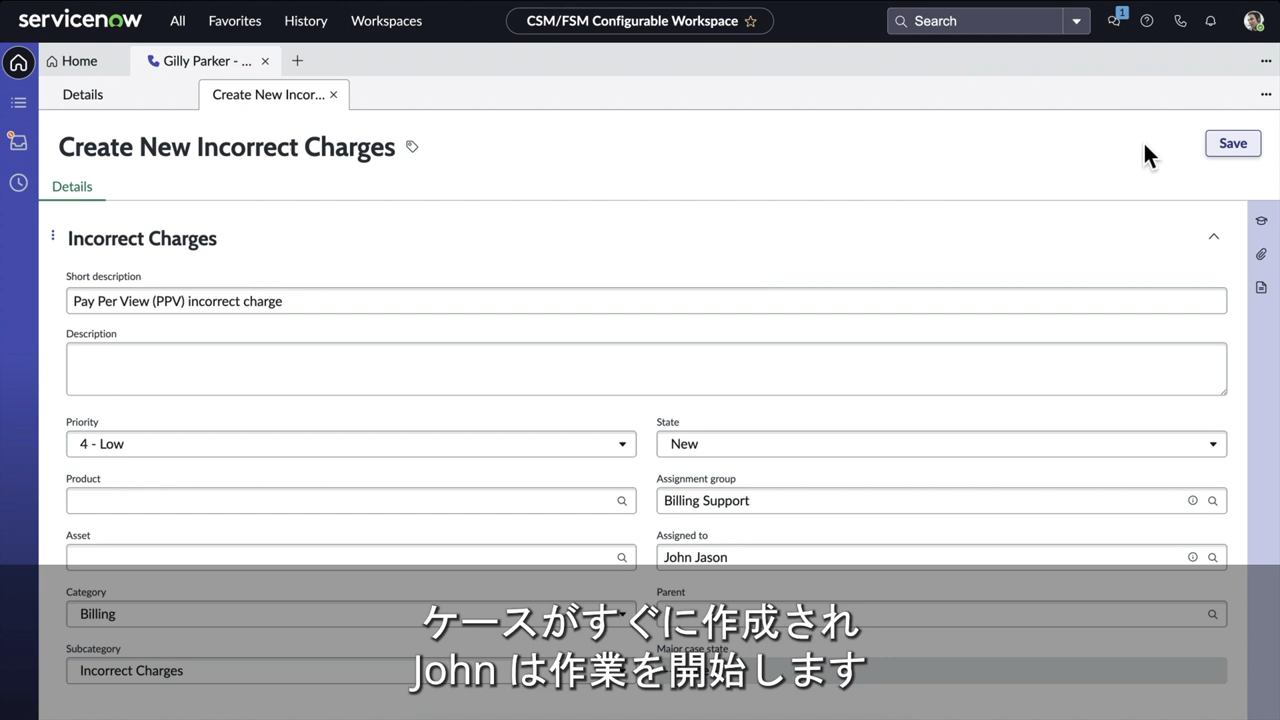 servicenow All Favorites History Workspaces CSM/FSM Configurable Workspace Search 1
Home Gilly Parker - ...
Details Create New Incor...
Create New Incorrect Charges Save
Details
Incorrect Charges
Short description
Pay Per View (PPV) incorrect charge
Description
Priority State
4 - Low New
Product Assignment group
Billing Support
Asset Assigned to
John Jason
Category Parent
Billing
Subcategory Major case state
Incorrect Charges
ケースがすぐに作成され
John は作業を開始します